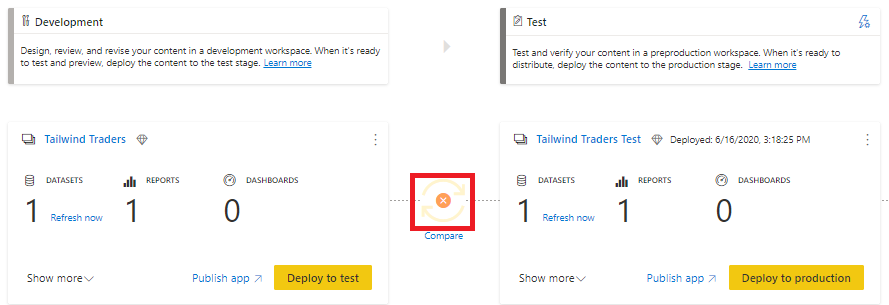 Development
Design, review, and revise your content in a development workspace. When it's ready
to test and preview, deploy the content to the test stage. Learn more
Test
Test and verify your content in a preproduction workspace. When it's ready to
distribute, deploy the content to the production stage. Learn more
Tailwind Traders
DATASETS REPORTS DASHBOARDS
1 Refresh now 1 0
Show more Publish app Deploy to test
Compare
Tailwind Traders Test Deployed: 6/16/2020, 3:18:25 PM
DATASETS REPORTS DASHBOARDS
1 Refresh now 1 0
Show more Publish app Deploy to production